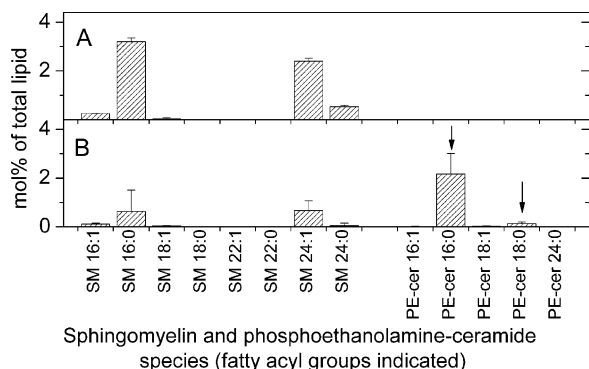 mol% of total lipid
4
A
2
4
B
2
0
SM 16:1
SM 16:0
SM 18:1
SM 18:0
SM 22:1
SM 22:0
SM 24:1
SM 24:0
PE-cer 16:1
PE-cer 16:0
PE-cer 18:1
PE-cer 18:0
PE-cer 24:0
Sphingomyelin and phosphoethanolamine-ceramide
species (fatty acyl groups indicated)